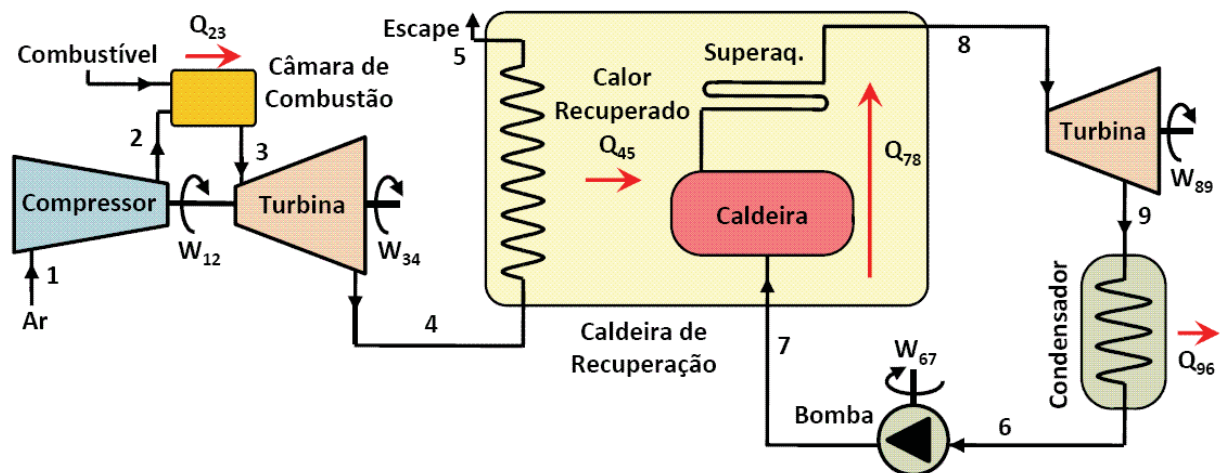 Combustível
Q23
Câmara de
Combustão
2
3
Compressor
W12
Turbina
W34
1
Ar
4
Escape
5
Calor
Recuperado
Q45
Superaq.
Q78
Caldeira
Caldeira de
Recuperação
7
8
Turbina
W89
9
Condensador
Q96
W67
Bomba
6